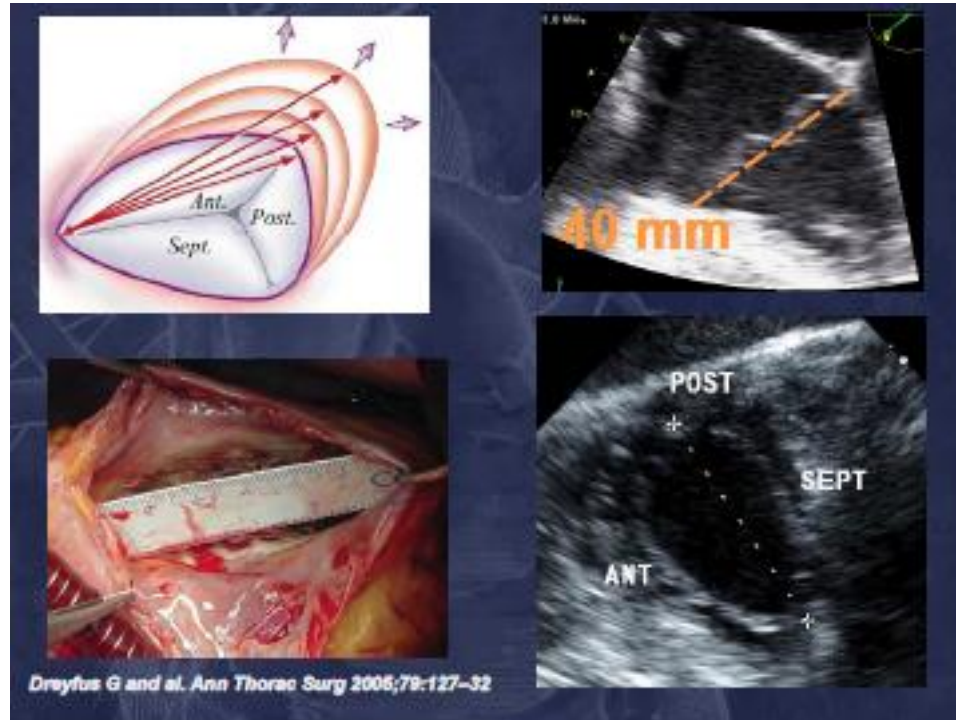 Ant.
Post.
Sept.
40 mm
POST
SEPT
ANT
Dreyfus G and al. Ann Thorac Surg 2005;79:127–32